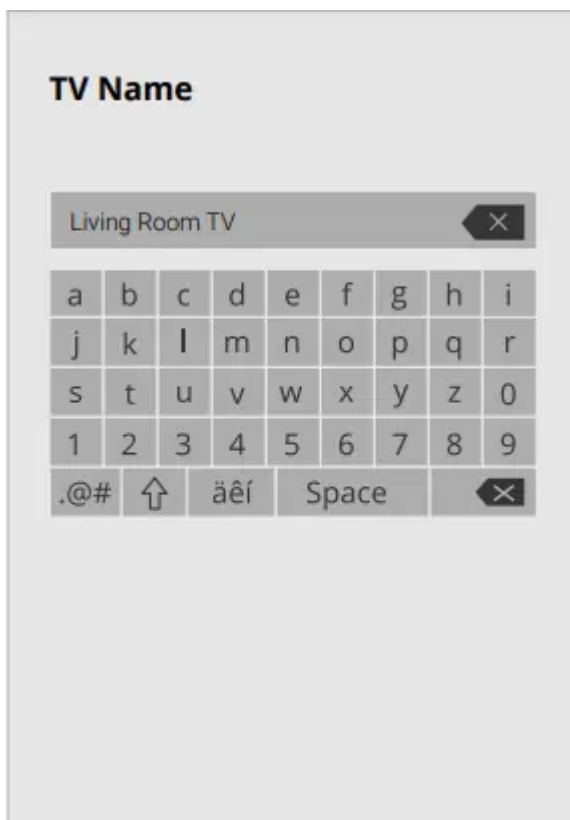 TV Name
Living Room TV
a b c d e f g h i
j k l m n o p q r
s t u v w x y z 0
1 2 3 4 5 6 7 8 9
.@# äêí Space